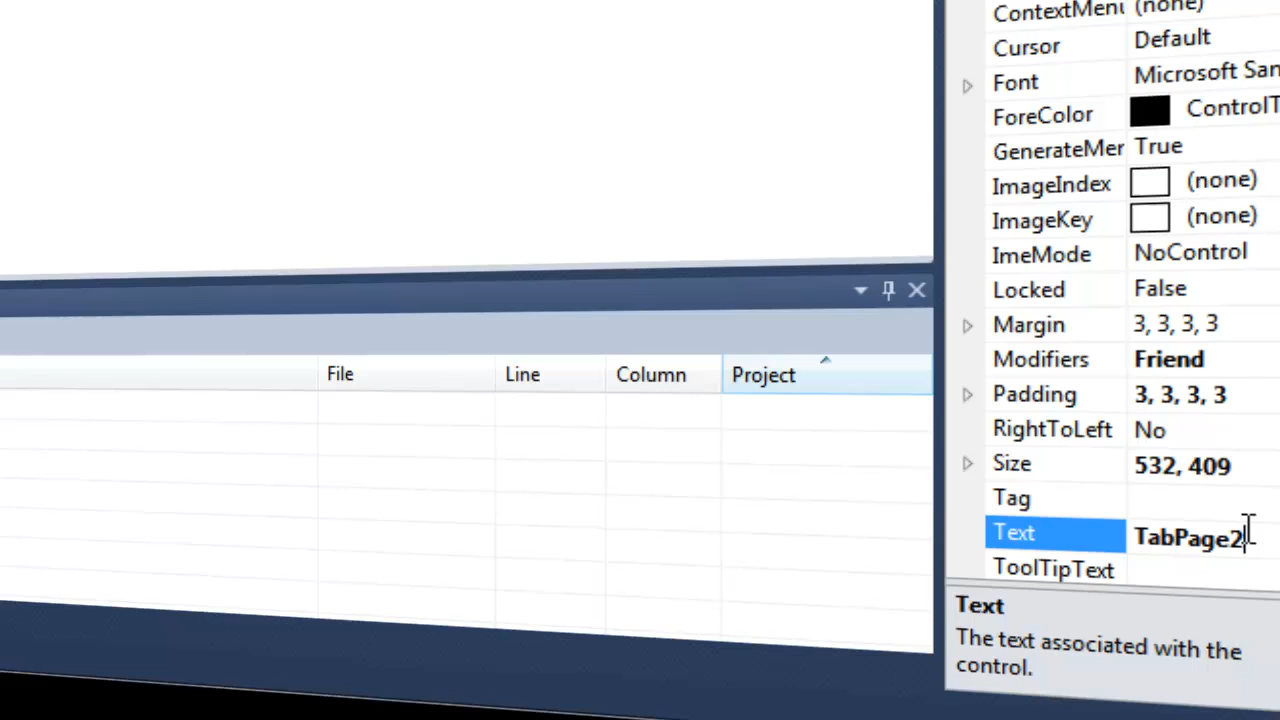 ContextMenu (none)
Cursor Default
Font Microsoft San
ForeColor ControlT
GenerateMer True
ImageIndex (none)
ImageKey (none)
ImeMode NoControl
Locked False
Margin 3, 3, 3, 3
Modifiers Friend
Padding 3, 3, 3, 3
RightToLeft No
Size 532, 409
Tag
Text TabPage2
ToolTipText
Text
The text associated with the
control.
File Line Column Project